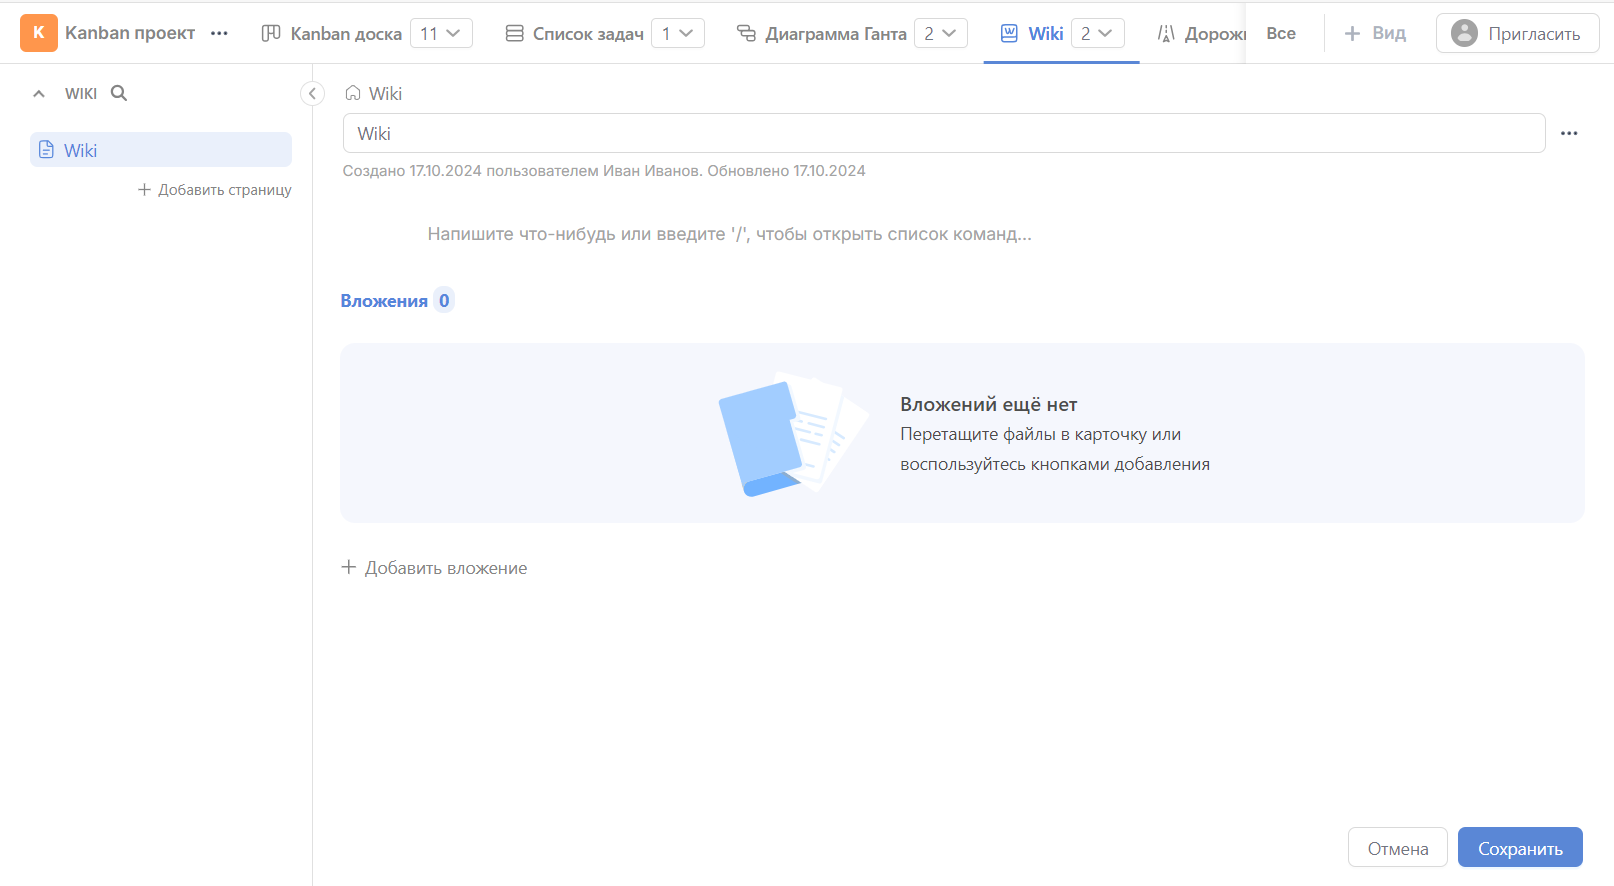 K Kanban проект ··· Kanban доска 11 Список задач 1 Диаграмма Ганта 2 Wiki 2 Все + Вид Пригласить
WIKI
Wiki
+ Добавить страницу
Wiki
Wiki ···
Создано 17.10.2024 пользователем Иван Иванов. Обновлено 17.10.2024
Напишите что-нибудь или введите '/', чтобы открыть список команд...
Вложения 0
Вложений ещё нет
Перетащите файлы в карточку или
воспользуйтесь кнопками добавления
+ Добавить вложение
Отмена Сохранить